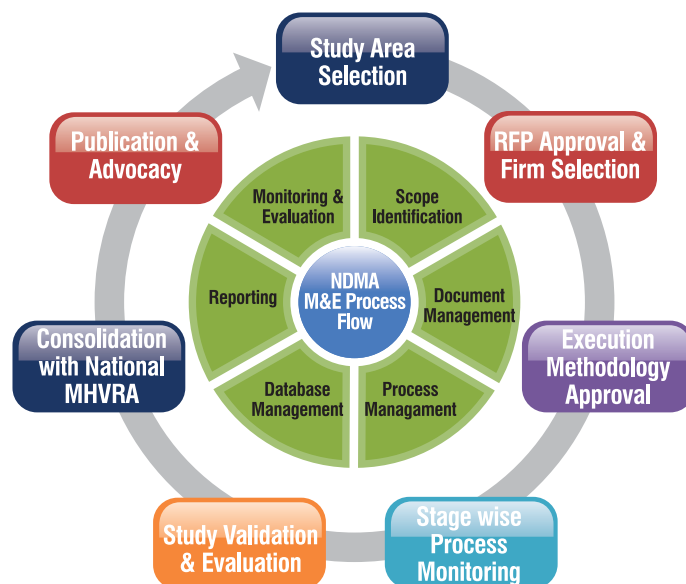 Study Area
Selection
RFP Approval &
Firm Selection
Execution
Methodology
Approval
Stage wise
Process
Monitoring
Study Validation
& Evaluation
Consolidation
with National
MHVRA
Publication &
Advocacy
Scope
Identification
Document
Management
Process
Managament
Database
Management
Reporting
Monitoring &
Evaluation
NDMA
M&E Process
Flow